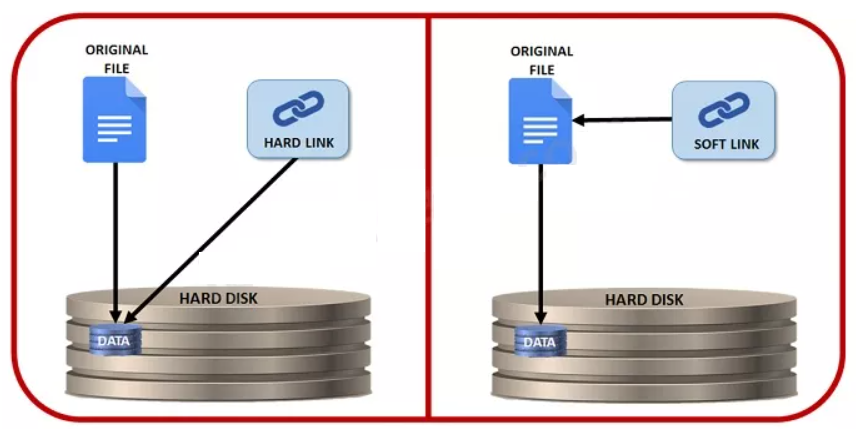 ORIGINAL
FILE
HARD LINK
HARD DISK
DATA
ORIGINAL
FILE
SOFT LINK
HARD DISK
DATA